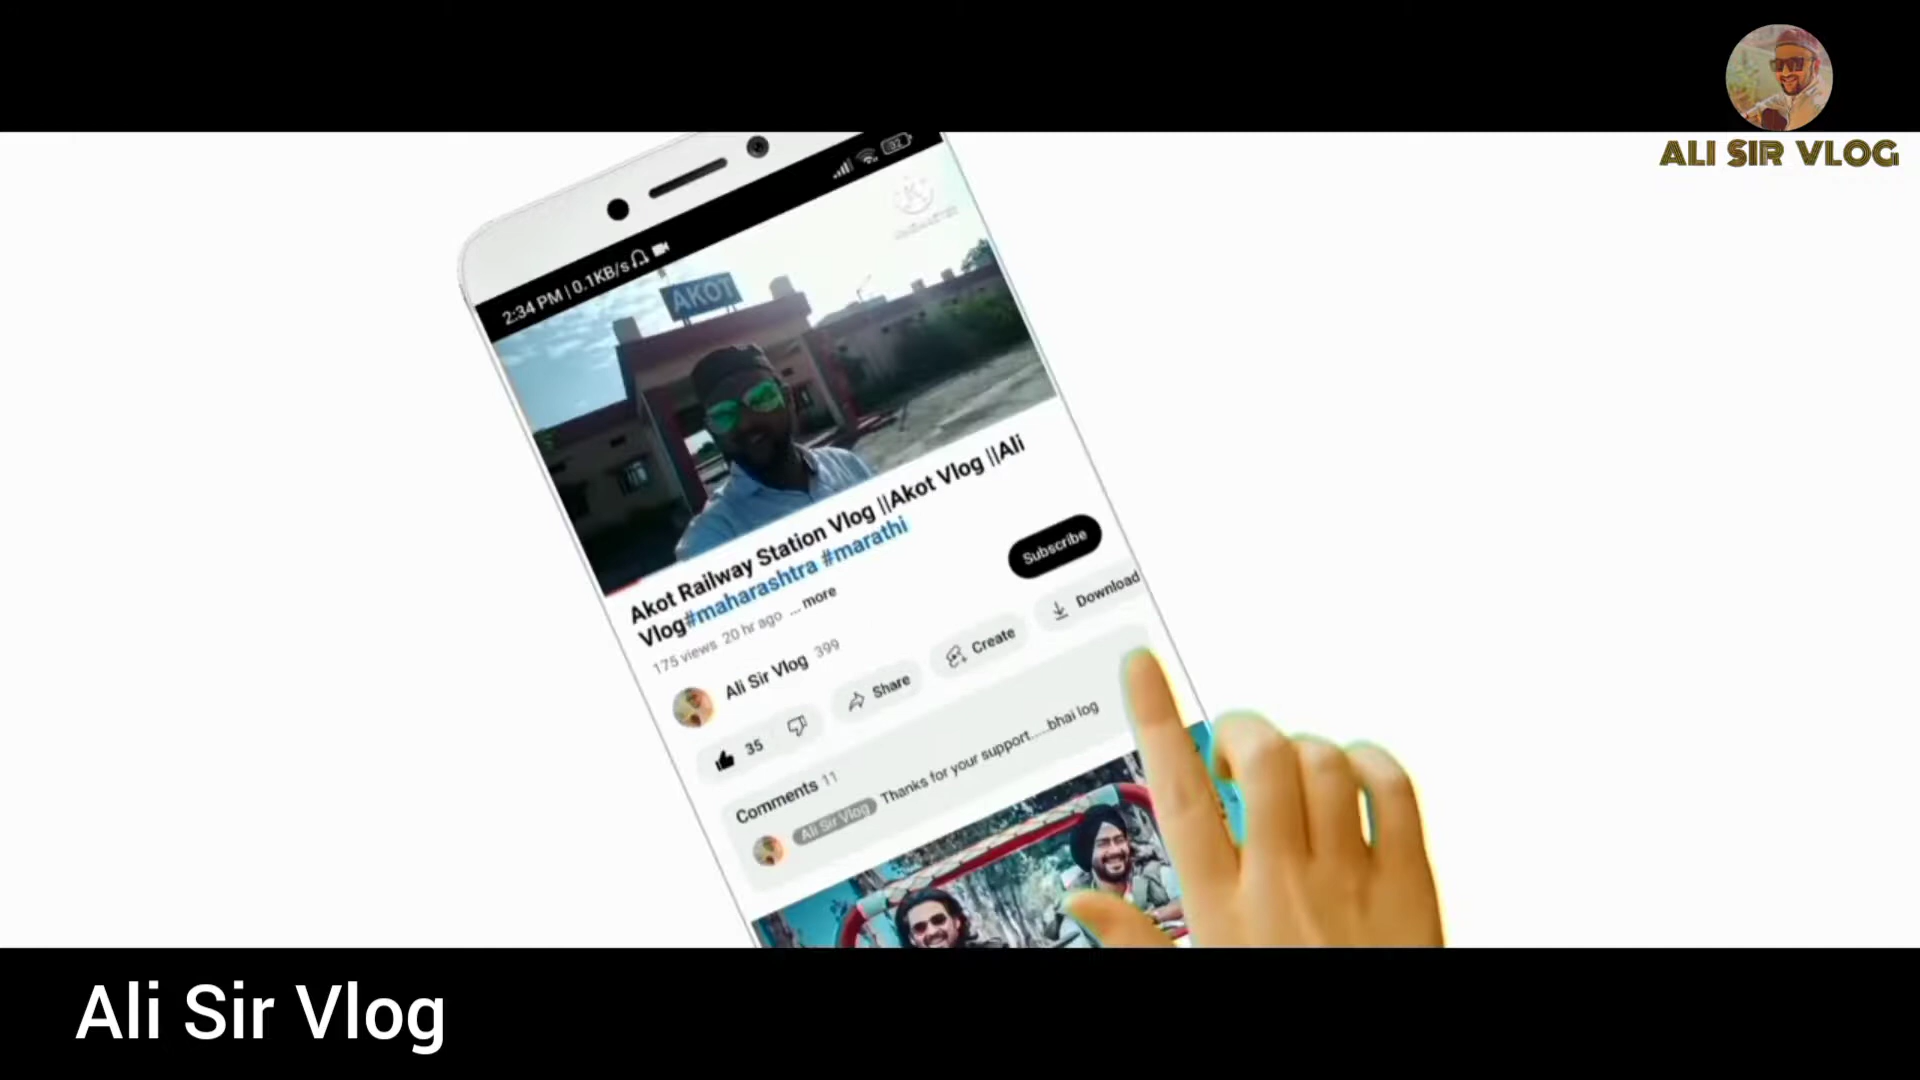 ALI SIR VLOG
2:34 PM | 0.1KB/s
32
AKOT
Akot Railway Station Vlog ||Akot Vlog ||Ali
Vlog#maharashtra #marathi
175 views 20 hr ago ... more
Ali Sir Vlog 399
Subscribe
35
Share
Create
Download
Comments 11
Ali Sir Vlog Thanks for your support.....bhai log
Ali Sir Vlog